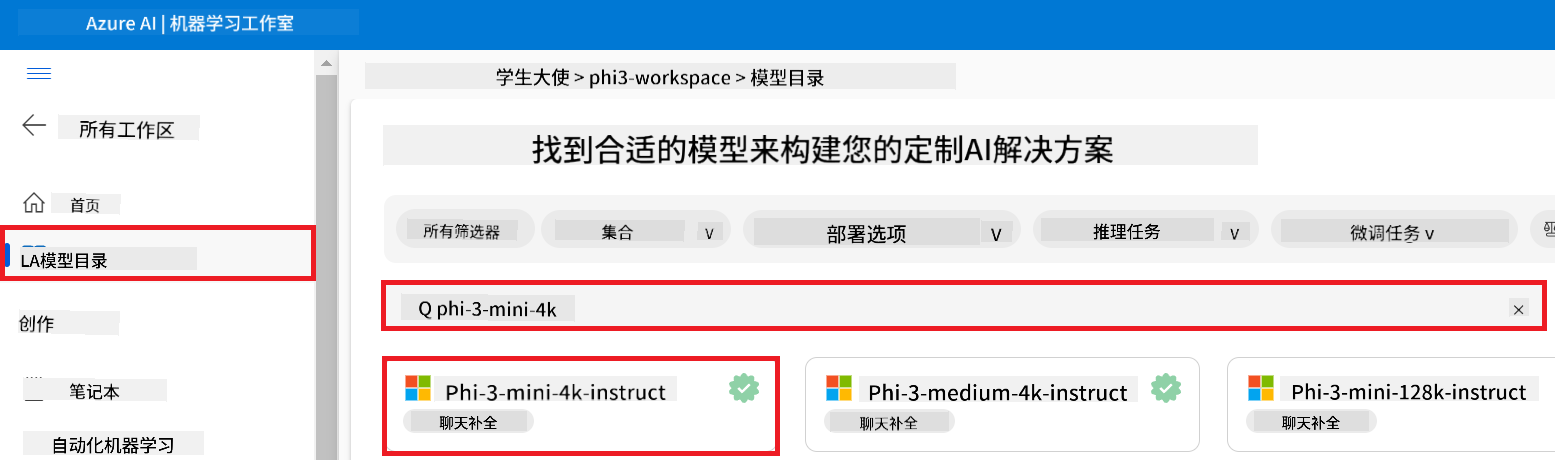 Azure AI | 机器学习工作室
学生大使 > phi3-workspace > 模型目录
所有工作区
找到合适的模型来构建您的定制AI解决方案
首页
所有筛选器 集合 v 部署选项 v 推理任务 v 微调任务 v
LA模型目录
Q phi-3-mini-4k ×
创作
笔记本
Phi-3-mini-4k-instruct
聊天补全
Phi-3-medium-4k-instruct
聊天补全
Phi-3-mini-128k-instruct
聊天补全
自动化机器学习